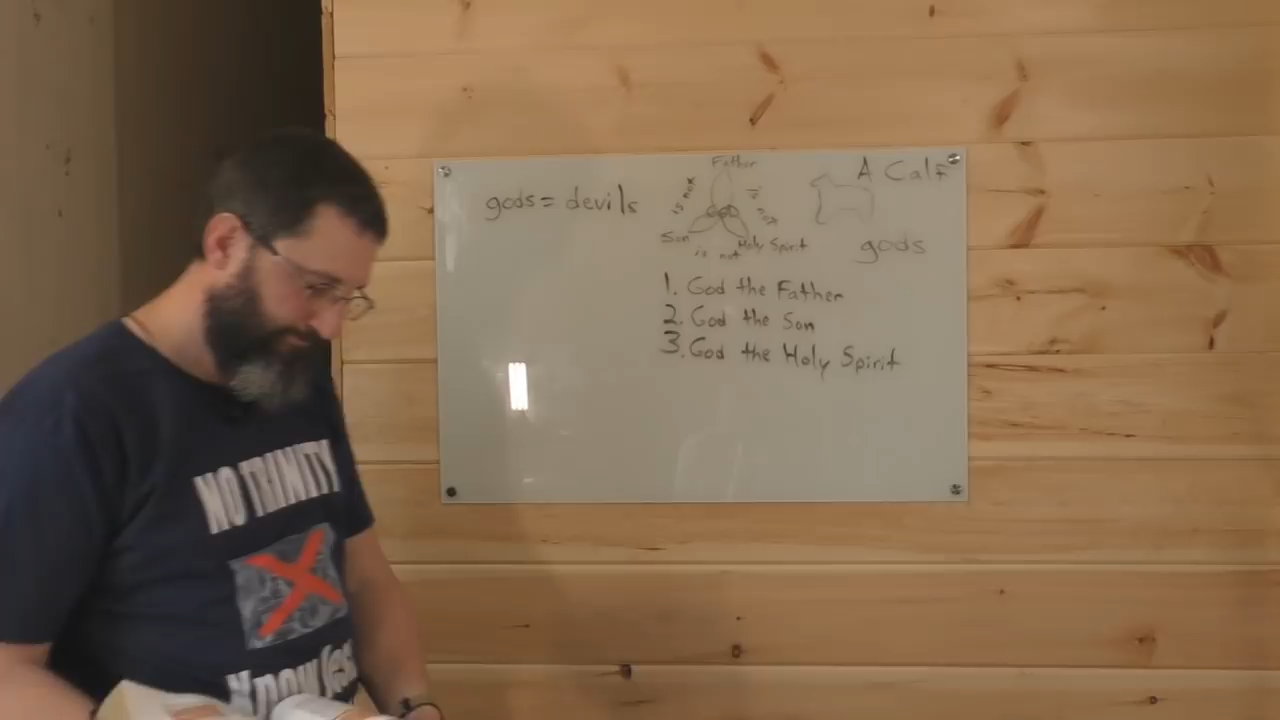 gods = devils
Father
is not
is not
Son
is not
Holy Spirit
A Calf
gods
1. God the Father
2. God the Son
3. God the Holy Spirit
NO TRINITY
KNOW